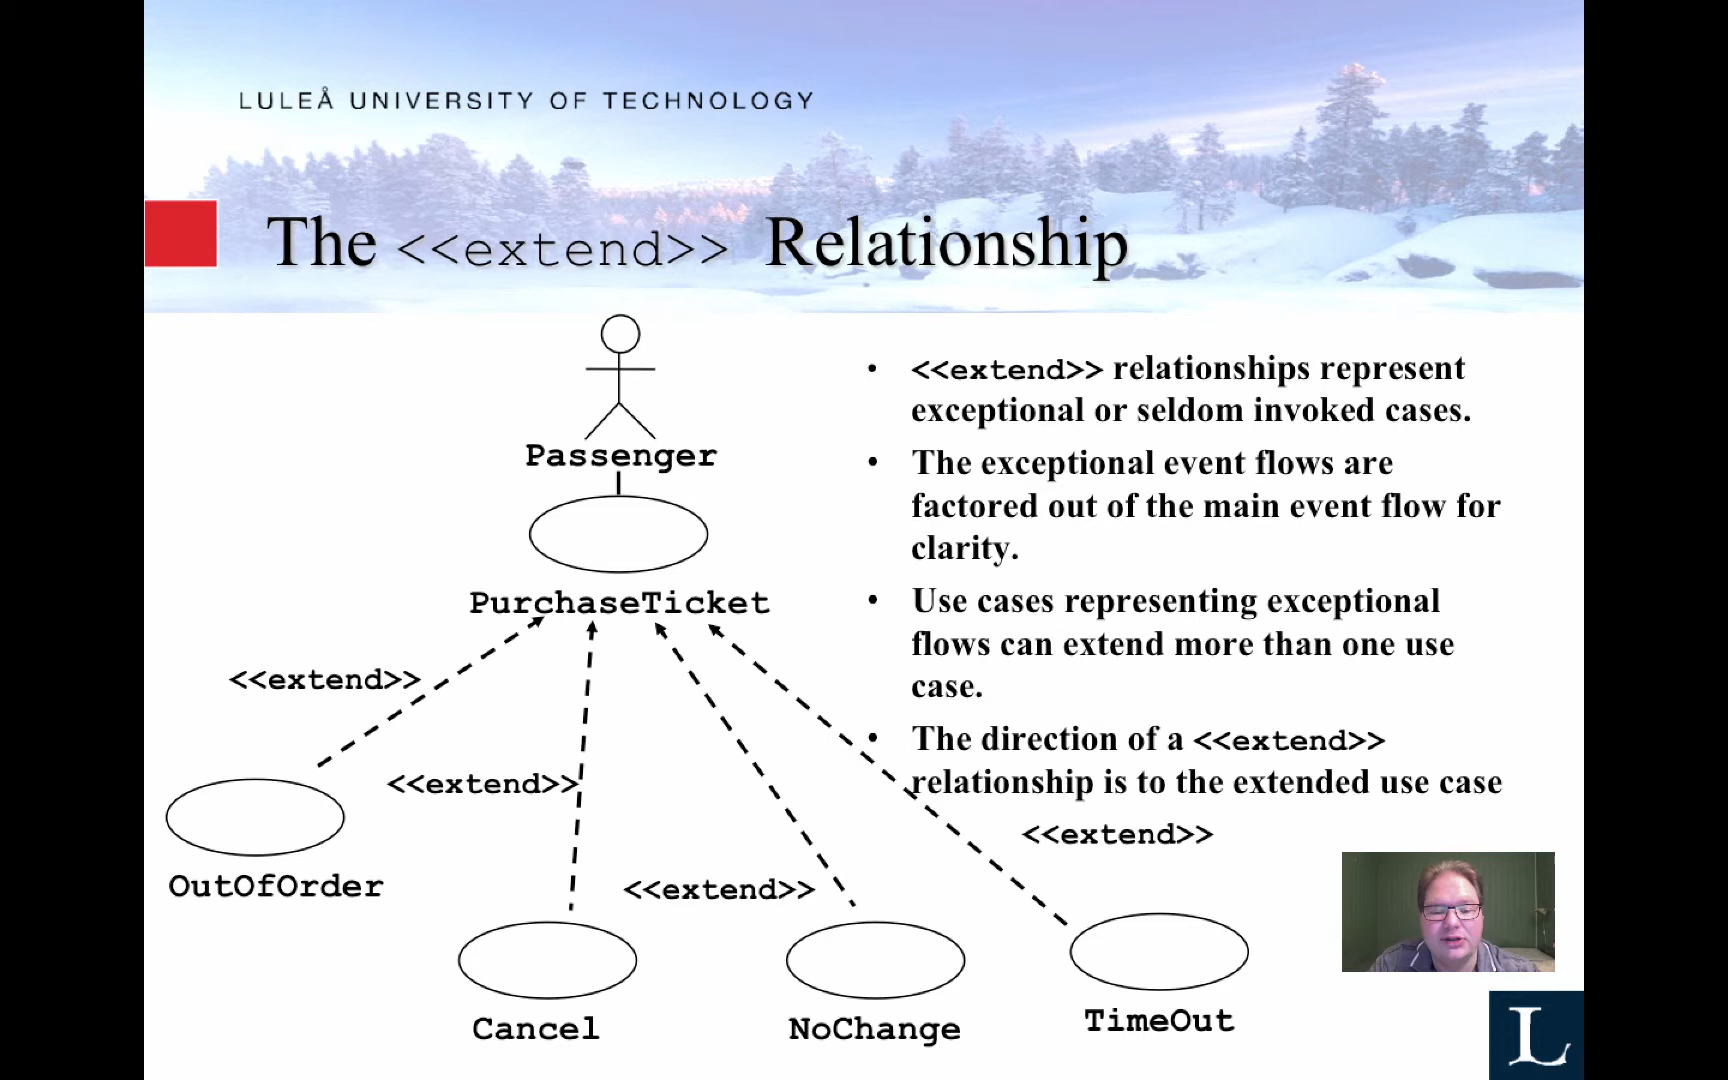 LULEÅ UNIVERSITY OF TECHNOLOGY
The <<extend>> Relationship
Passenger
PurchaseTicket
<<extend>>
<<extend>>
<<extend>>
<<extend>>
OutOfOrder
Cancel
NoChange
TimeOut
• <<extend>> relationships represent
exceptional or seldom invoked cases.
• The exceptional event flows are
factored out of the main event flow for
clarity.
• Use cases representing exceptional
flows can extend more than one use
case.
• The direction of a <<extend>>
relationship is to the extended use case
L